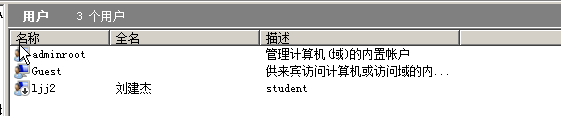 用户 3 个用户
名称 全名 描述
adminroot 管理计算机(域)的内置帐户
Guest 供来宾访问计算机或访问域的内...
ljj2 刘建杰 student